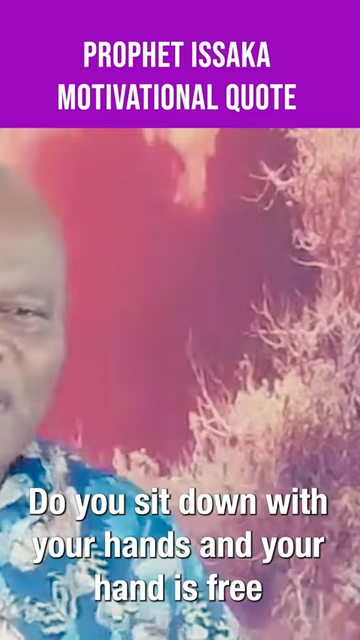 PROPHET ISSAKA
MOTIVATIONAL QUOTE
Do you sit down with
your hands and your
hand is free